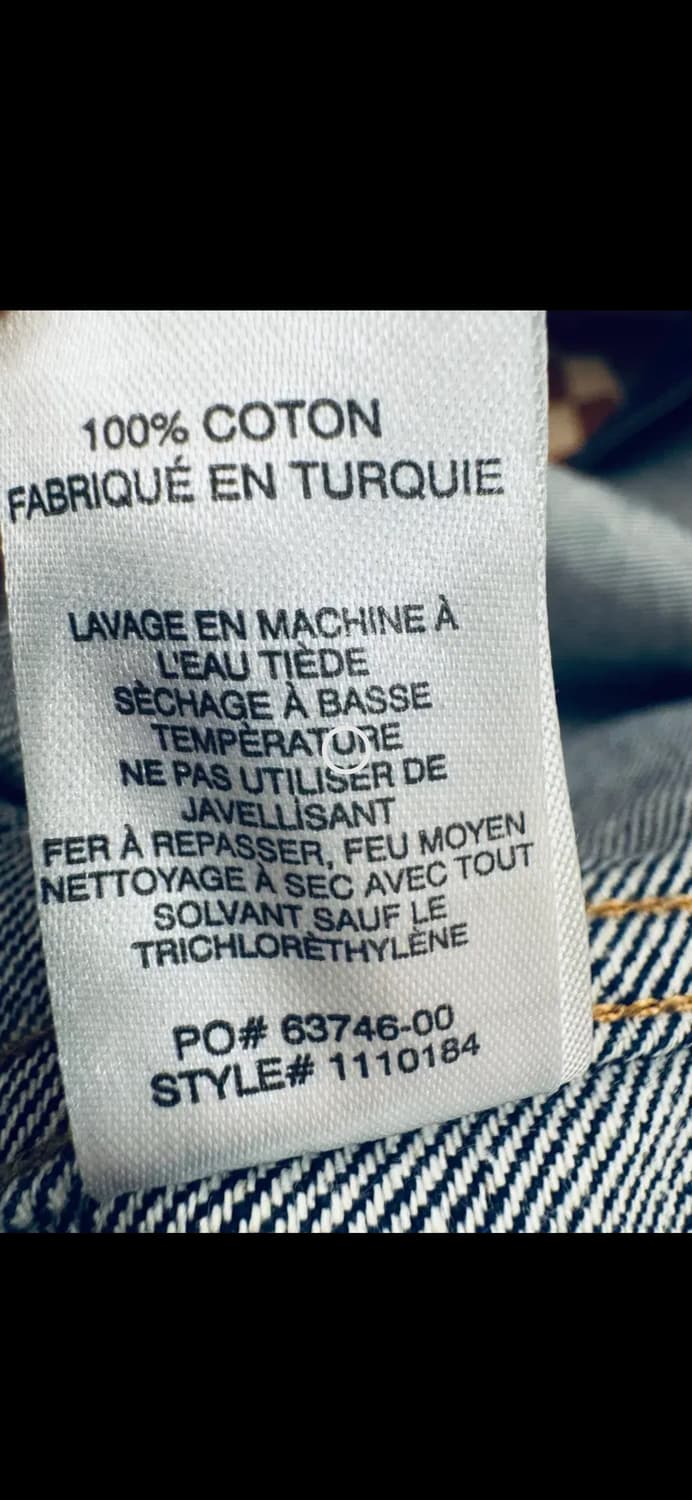 100% COTON
FABRIQUÉ EN TURQUIE
LAVAGE EN MACHINE À
L'EAU TIÈDE
SÈCHAGE À BASSE
TEMPÈRATURE
NE PAS UTILISER DE
JAVELLISANT
FER À REPASSER, FEU MOYEN
NETTOYAGE À SEC AVEC TOUT
SOLVANT SAUF LE
TRICHLORÈTHYLÈNE
PO# 63746-00
STYLE# 1110184